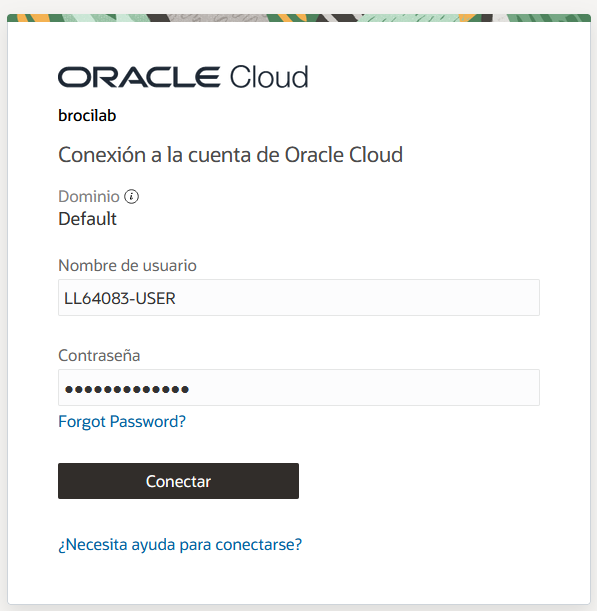 ORACLE Cloud
brocilab
Conexión a la cuenta de Oracle Cloud
Dominio
Default
Nombre de usuario
LL64083-USER
Contraseña
•••••••••••••
Forgot Password?
Conectar
¿Necesita ayuda para conectarse?